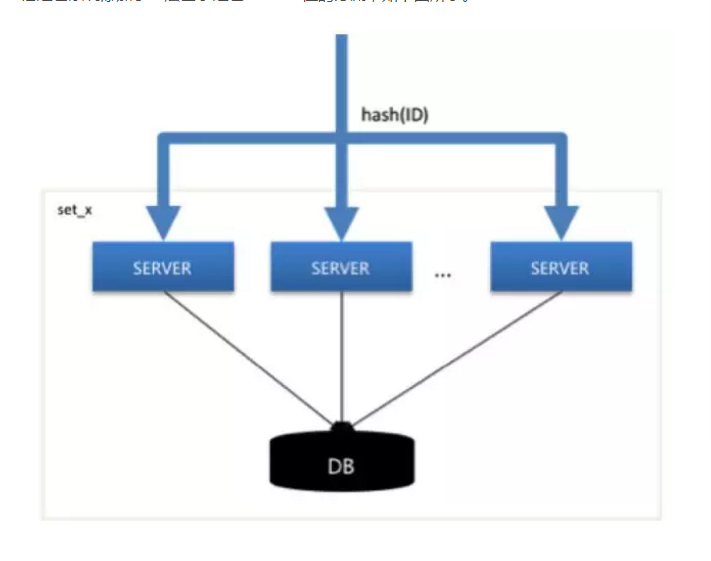 hash(ID)
set_x
SERVER SERVER ... SERVER
DB